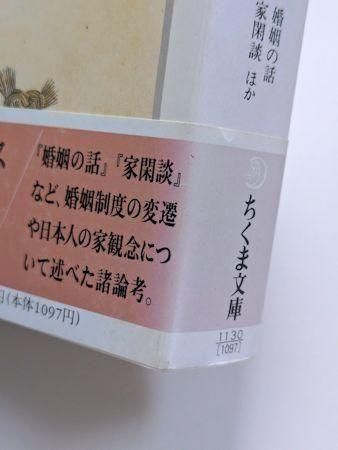 婚姻の話
家閑談 ほか
『婚姻の話』『家閑談』
など、婚姻制度の変遷
や日本人の家観念につ
いて述べた諸論考。
(本体1097円)
ちくま文庫
1130
[1097]